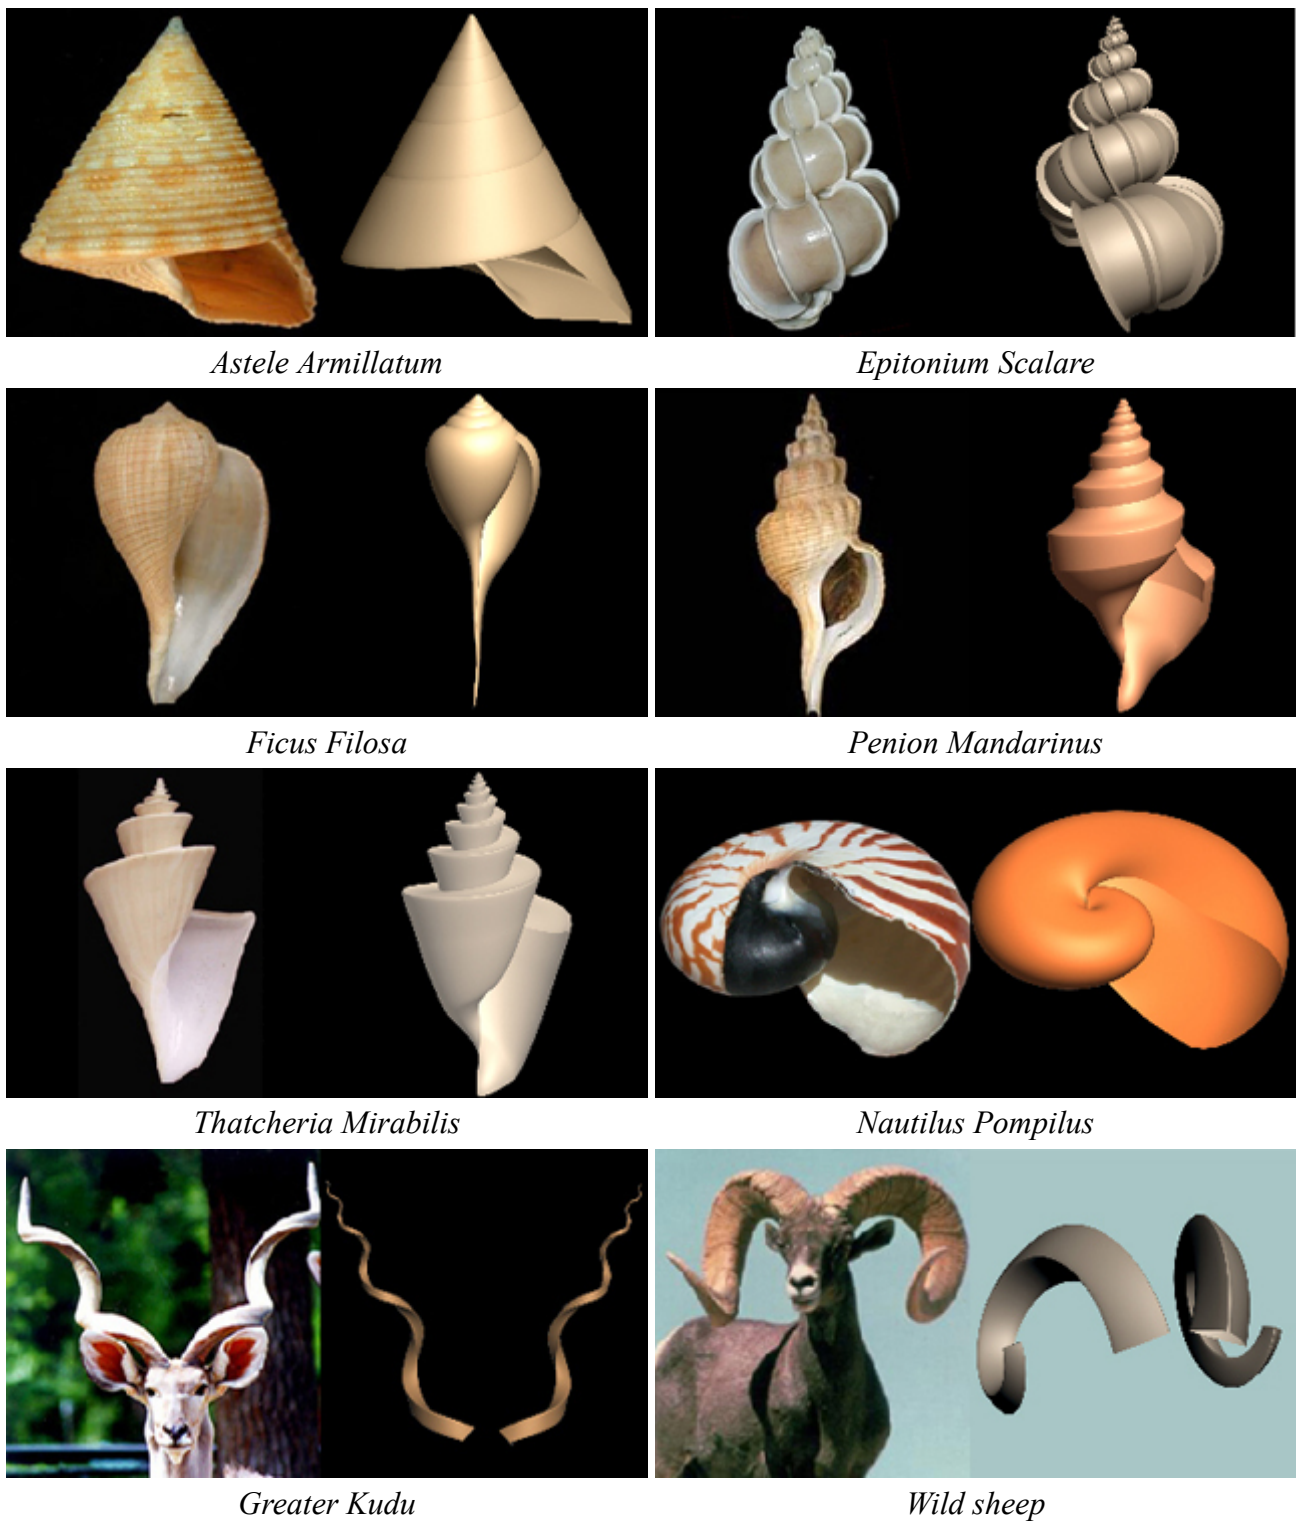 Astele Armillatum
Epitonium Scalare
Ficus Filosa
Penion Mandarinus
Thatcheria Mirabilis
Nautilus Pompilus
Greater Kudu
Wild sheep